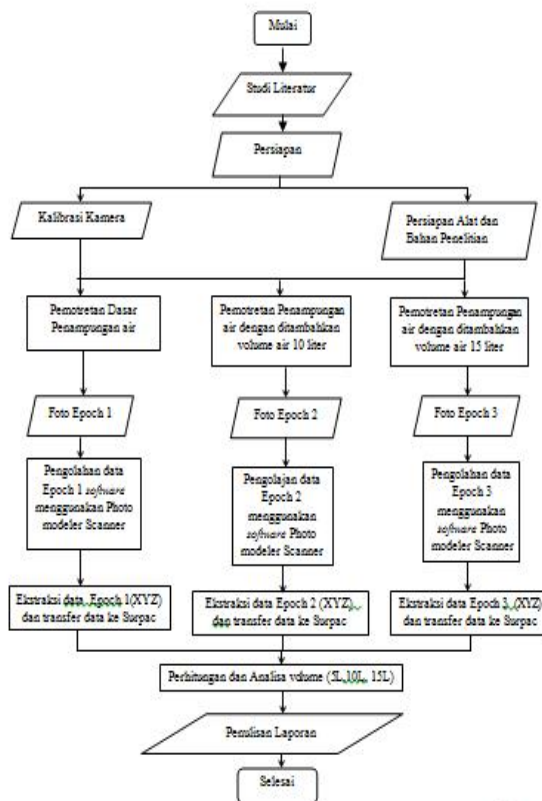 Mulai
Studi Literatur
Persiapan
Kalibrasi Kamera
Persiapan Alat dan
Bahan Penelitian
Pemotretan Dasar
Penampungan air
Pemotretan Penampungan
air dengan ditambahkan
volume air 10 liter
Pemotretan Penampungan
air dengan ditambahkan
volume air 15 liter
Foto Epoch 1
Foto Epoch 2
Foto Epoch 3
Pengolahan data
Epoch 1 software
menggunakan Photo
modeler Scanner
Pengolajan data
Epoch 2
menggunakan
software Photo
modeler Scanner
Pengolahan data
Epoch 3
menggunakan
software Photo
modeler Scanner
Ekstraksi data Epoch 1(XYZ)
dan transfer data ke Surpac
Ekstraksi data Epoch 2 (XYZ)
dan transfer data ke Surpac
Ekstraksi data Epoch 3 (XYZ)
dan transfer data ke Surpac
Perhitungan dan Analisa volume (5L,10L, 15L)
Penulisan Laporan
Selesai